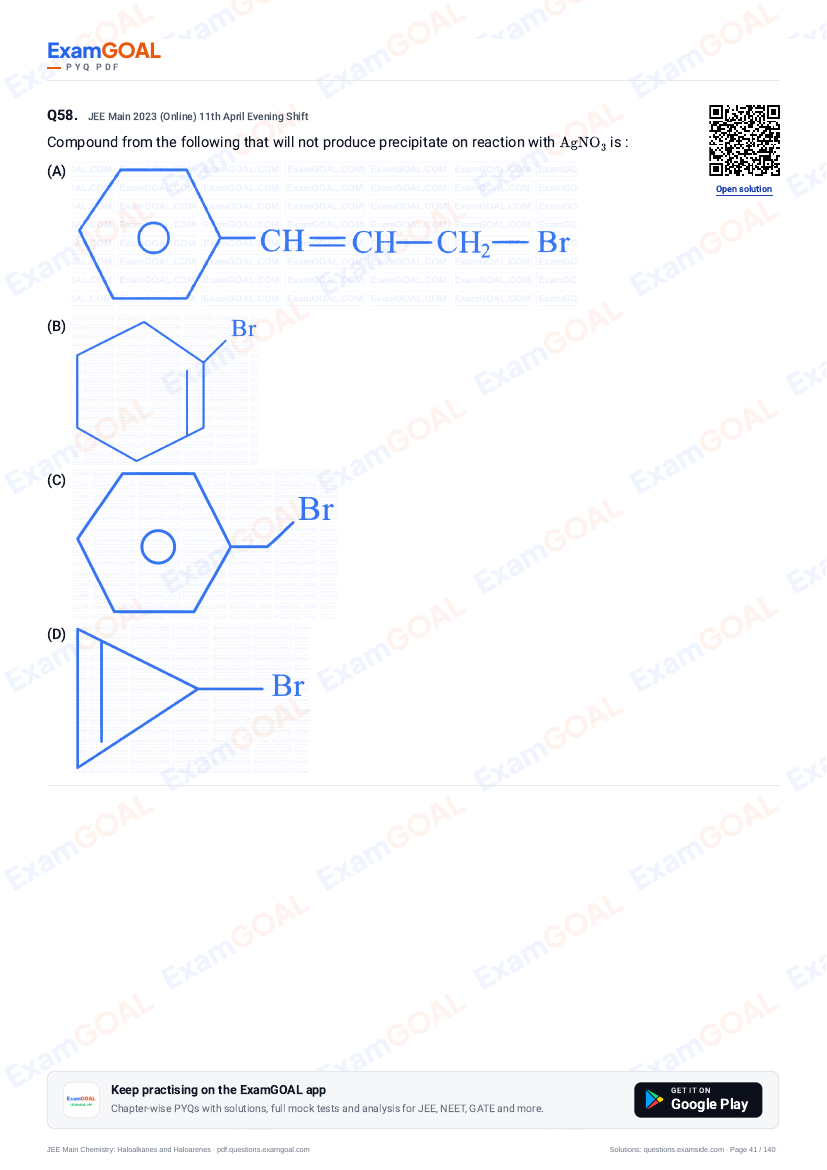 ExamGOAL
PYQ PDF
Q58. JEE Main 2023 (Online) 11th April Evening Shift
Compound from the following that will not produce precipitate on reaction with AgNO₃ is :
Open solution
(A)
CH=CH—CH₂—Br
(B)
Br
(C)
Br
(D)
Br
ExamGOAL
Keep practising on the ExamGOAL app
Chapter-wise PYQs with solutions, full mock tests and analysis for JEE, NEET, GATE and more.
GET IT ON
Google Play
JEE Main Chemistry: Haloalkanes and Haloarenes · pdf.questions.examgoal.com
Solutions: questions.examside.com · Page 41 / 140